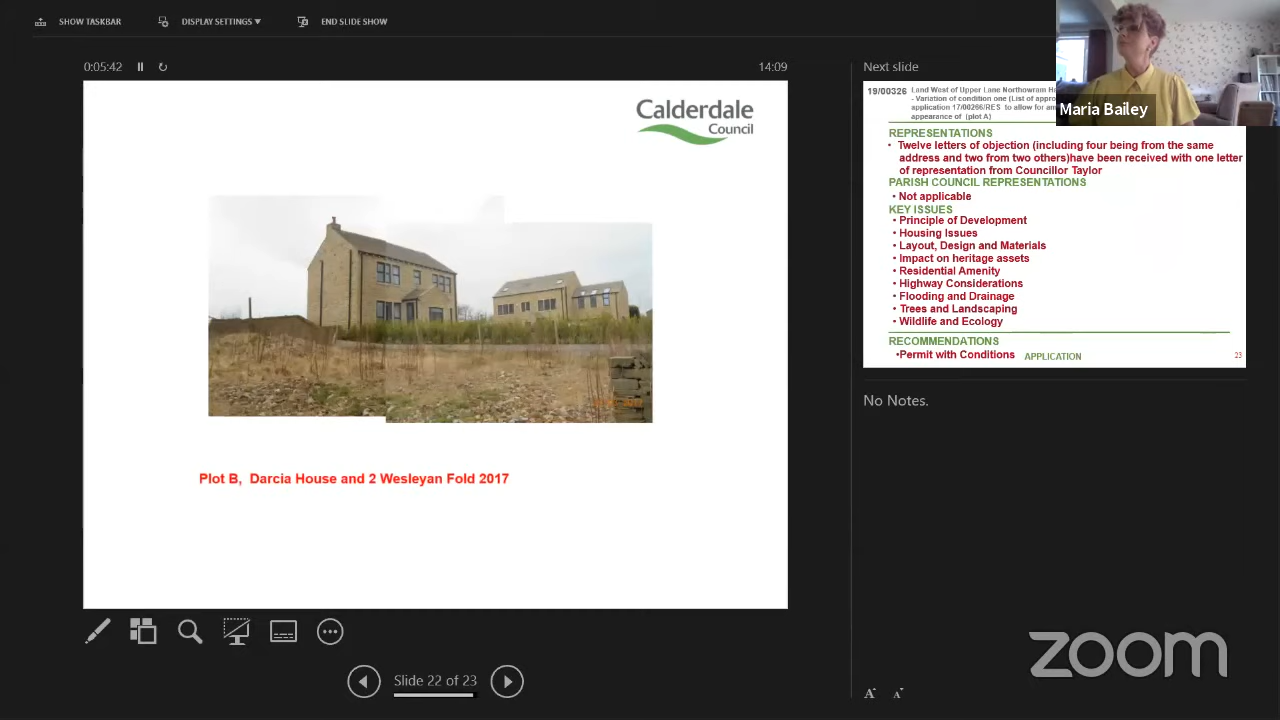 SHOW TASKBAR
DISPLAY SETTINGS ▼
END SLIDE SHOW
0:05:42
14:09
Calderdale
Council
Plot B, Darcia House and 2 Wesleyan Fold 2017
Slide 22 of 23
Next slide
Maria Bailey
19/00326 Land West of Upper Lane Northowram
- Variation of condition one (List of
application 17/00266/RES to allow for
appearance of (plot A)
REPRESENTATIONS
• Twelve letters of objection (including four being from the same
address and two from two others)have been received with one letter
of representation from Councillor Taylor
PARISH COUNCIL REPRESENTATIONS
• Not applicable
KEY ISSUES
• Principle of Development
• Housing Issues
• Layout, Design and Materials
• Impact on heritage assets
• Residential Amenity
• Highway Considerations
• Flooding and Drainage
• Trees and Landscaping
• Wildlife and Ecology
RECOMMENDATIONS
•Permit with Conditions APPLICATION
23
No Notes.
zoom
A A